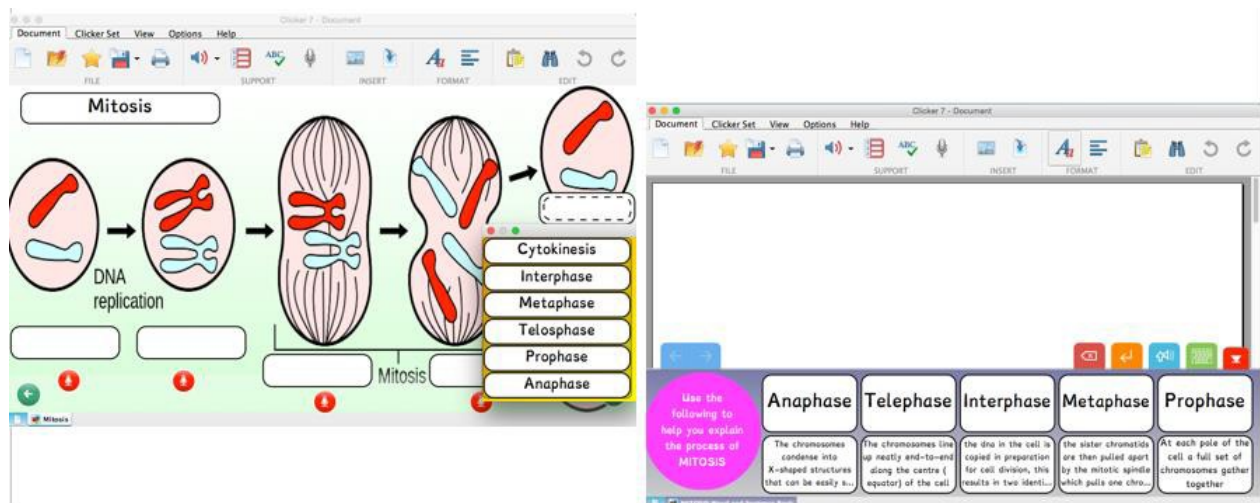 Clicker 7 - Document
Document Clicker Set View Options Help
ABC
FILE SUPPORT INSERT FORMAT EDIT
Mitosis
DNA
replication
Mitosis
Cytokinesis
Interphase
Metaphase
Telosphase
Prophase
Anaphase
Mitosis
Clicker 7 - Document
Document Clicker Set View Options Help
ABC
FILE SUPPORT INSERT FORMAT EDIT
Use the
following to
help you explain
the process of
MITOSIS
Anaphase
Telephase
Interphase
Metaphase
Prophase
The chromosomes
condense into
X-shaped structures
that can be easily s...
The chromosomes line
up neatly end-to-end
along the centre (
equator) of the cell
the dna in the cell is
copied in preparation
for cell division, this
results in two identi...
the sister chromatids
are then pulled apart
by the mitotic spindle
which pulls one chro...
At each pole of the
cell a full set of
chromosomes gather
together